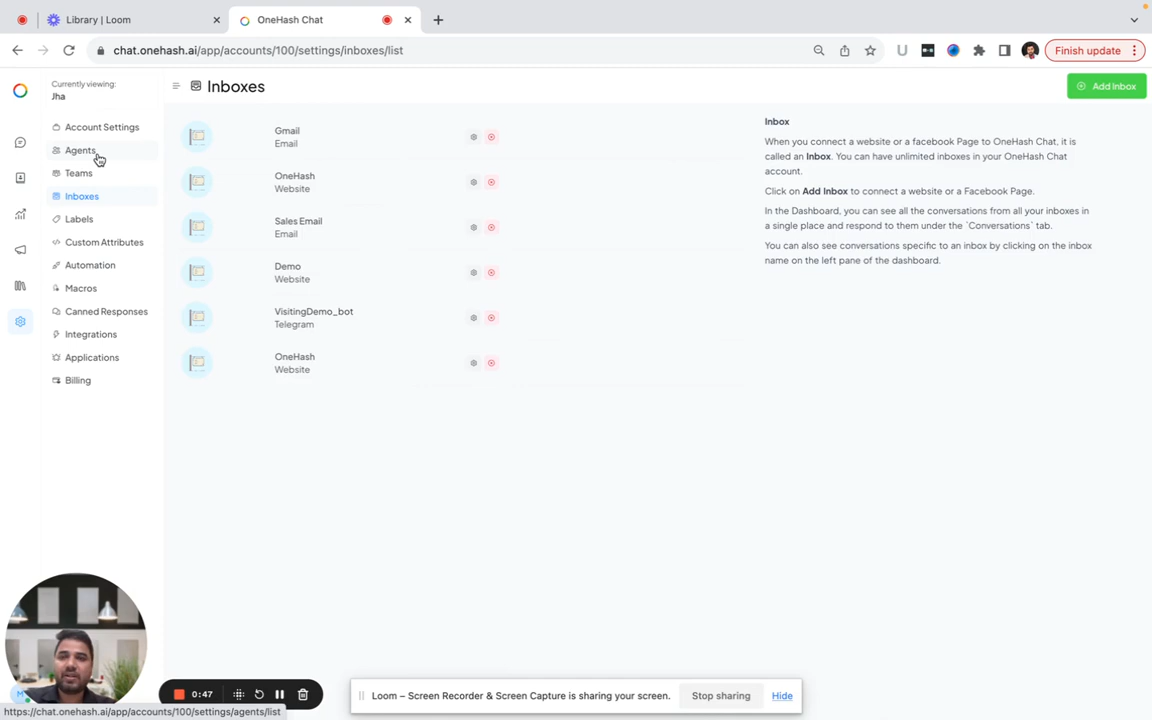 Library | Loom
OneHash Chat
chat.onehash.ai/app/accounts/100/settings/inboxes/list
Finish update
Currently viewing:
Jha
Account Settings
Agents
Teams
Inboxes
Labels
Custom Attributes
Automation
Macros
Canned Responses
Integrations
Applications
Billing
Inboxes
Add Inbox
Gmail
Email
OneHash
Website
Sales Email
Email
Demo
Website
VisitingDemo_bot
Telegram
OneHash
Website
Inbox
When you connect a website or a facebook Page to OneHash Chat, it is
called an Inbox. You can have unlimited inboxes in your OneHash Chat
account.
Click on Add Inbox to connect a website or a Facebook Page.
In the Dashboard, you can see all the conversations from all your inboxes in
a single place and respond to them under the `Conversations` tab.
You can also see conversations specific to an inbox by clicking on the inbox
name on the left pane of the dashboard.
M
0:47
Loom – Screen Recorder & Screen Capture is sharing your screen.
Stop sharing
Hide
https://chat.onehash.ai/app/accounts/100/settings/agents/list